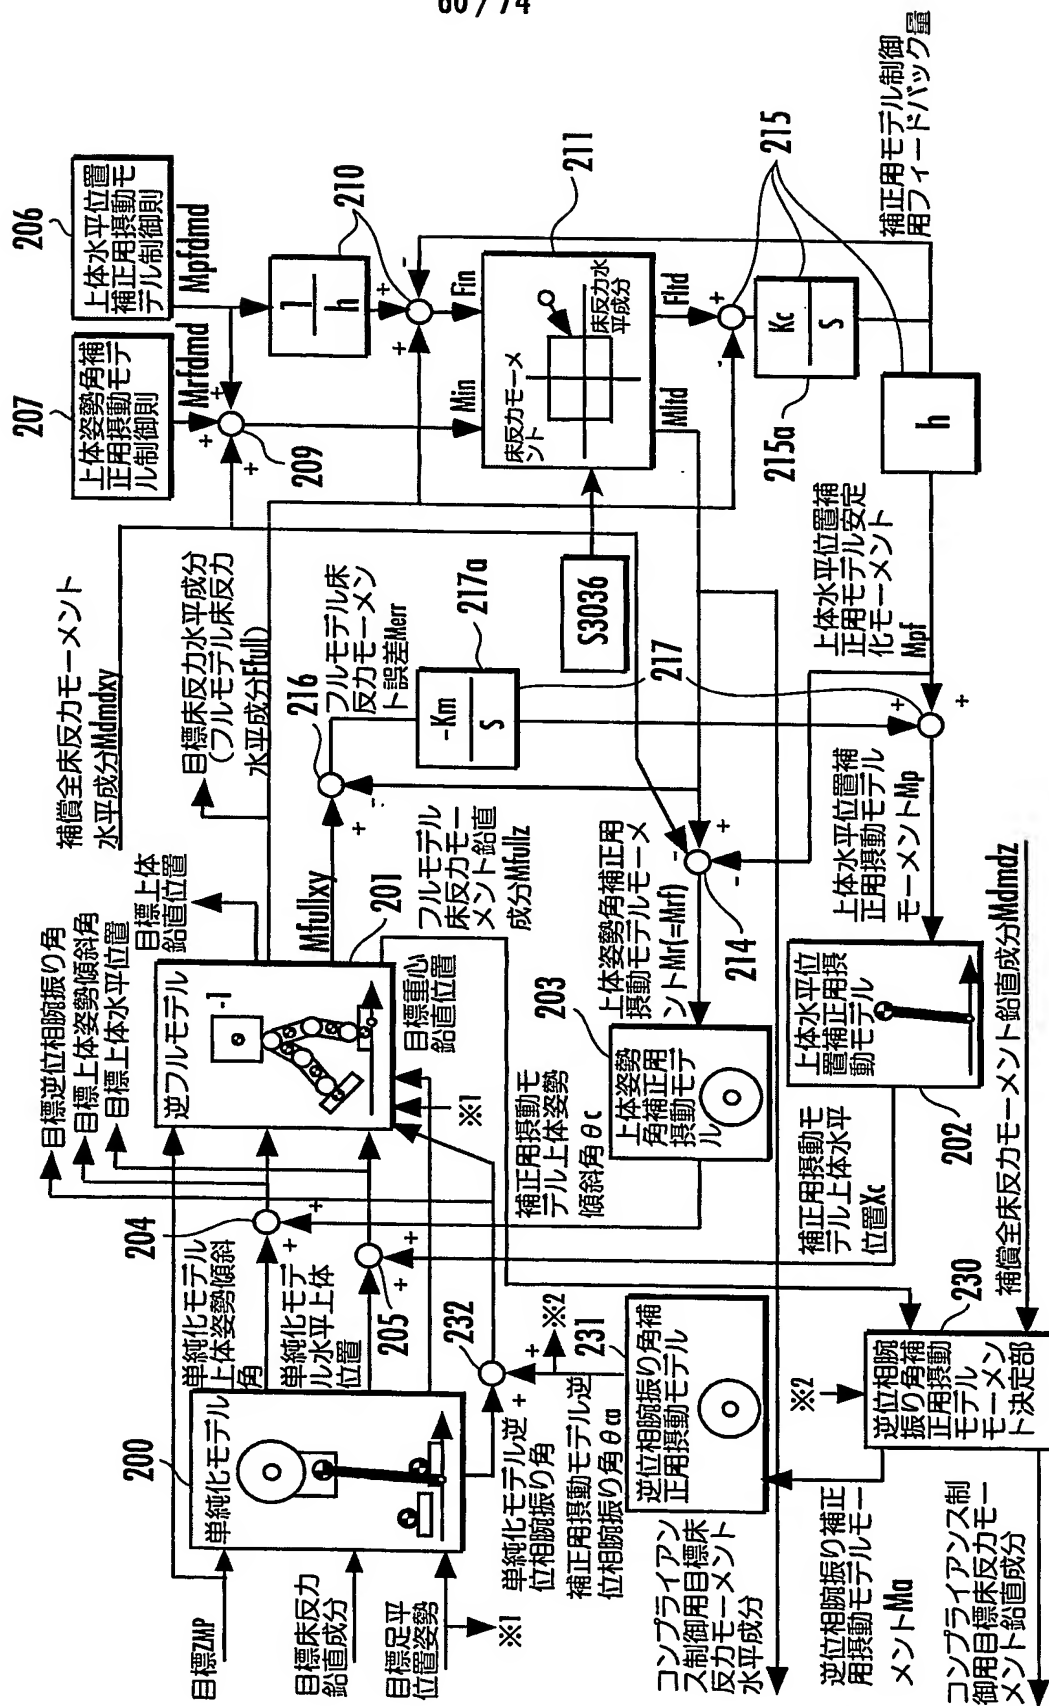 60 / 74
206
上体水平位置
補正用摂動モ
デル制御則
Mpfdmd
207
上体姿勢角補
正用摂動モデ
ル制御則
Mrfdmd
+
+
+
209
1
h
210
+
-
+
Fin
Min
211
床反力モーメ
ント
床反力水
平成分
Mltd
Fltd
+
-
215
Kc
S
215a
h
補正用モデル制御
用フィードバック量
S3036
補償全床反力モーメント
水平成分Mdmdxy
目標床反力水平成分
(フルモデル床反力
水平成分Ffull)
フルモデル床
反力モーメン
ト誤差Merr
216
+
-
217a
-Km
S
217
+
+
上体水平位置補
正用モデル安定
化モーメント
Mpf
目標逆位相腕振り角
目標上体姿勢傾斜角
目標上体水平位置
目標上体
鉛直位置
Mfullxy
201
逆フルモデル
-1
フルモデル
床反力モー
メント鉛直
成分Mfullz
目標重心
鉛直位置
※1
上体姿勢角補正用
摂動モデルモーメ
ントMr(=Mrf)
+
-
-
214
上体水平位置補
正用摂動モデル
モーメントMp
203
上体姿勢
角補正用
摂動モデ
ル
補正用摂動モ
デル上体姿勢
傾斜角θc
上体水平位
置補正用摂
動モデル
202
補正用摂動モ
デル上体水平
位置Xc
補償全床反力モーメント鉛直成分Mdmdz
204
+
+
205
+
+
単純化モデル
上体姿勢傾斜
角
単純化モデ
ル水平上体
位置
200
単純化モデル
目標ZMP
目標床反力
鉛直成分
目標足平
位置姿勢
※1
232
+
+
※2
231
単純化モデル逆
位相腕振り角
補正用摂動モデル逆
位相腕振り角θca
逆位相腕振り角補
正用摂動モデル
※2
230
逆位相腕
振り角補
正用摂動
モデル
モーメン
ト決定部
コンプライアン
ス制御用目標床
反力モーメント
水平成分
逆位相腕振り補正
用摂動モデルモー
メントMa
コンプライアンス制
御用目標床反力モー
メント鉛直成分